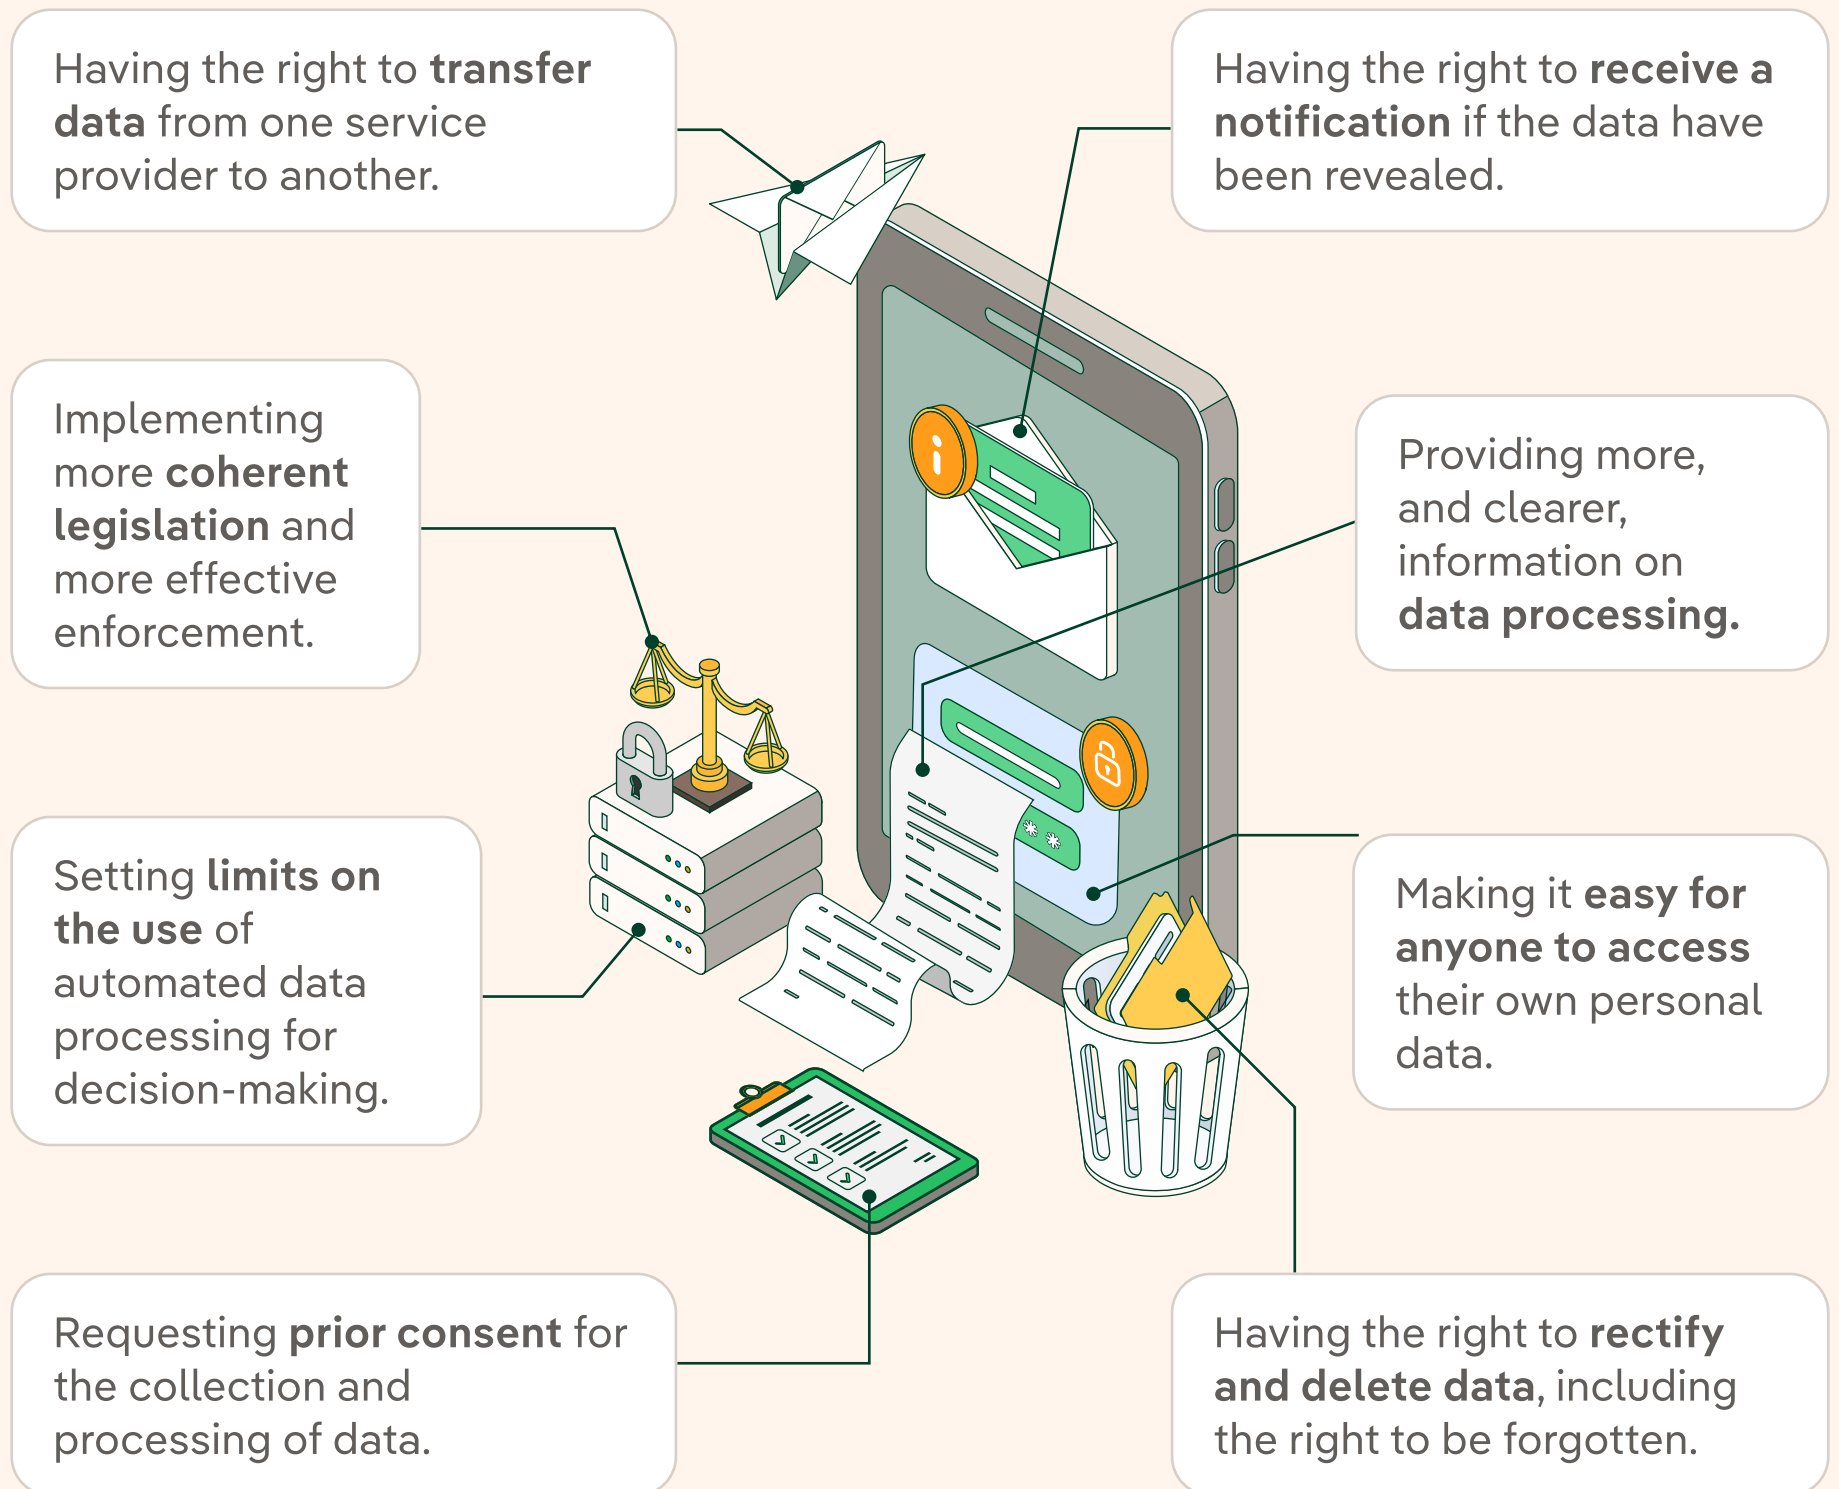 Having the right to transfer
data from one service
provider to another.
Having the right to receive a
notification if the data have
been revealed.
Implementing
more coherent
legislation and
more effective
enforcement.
Providing more,
and clearer,
information on
data processing.
Setting limits on
the use of
automated data
processing for
decision-making.
Making it easy for
anyone to access
their own personal
data.
Requesting prior consent for
the collection and
processing of data.
Having the right to rectify
and delete data, including
the right to be forgotten.